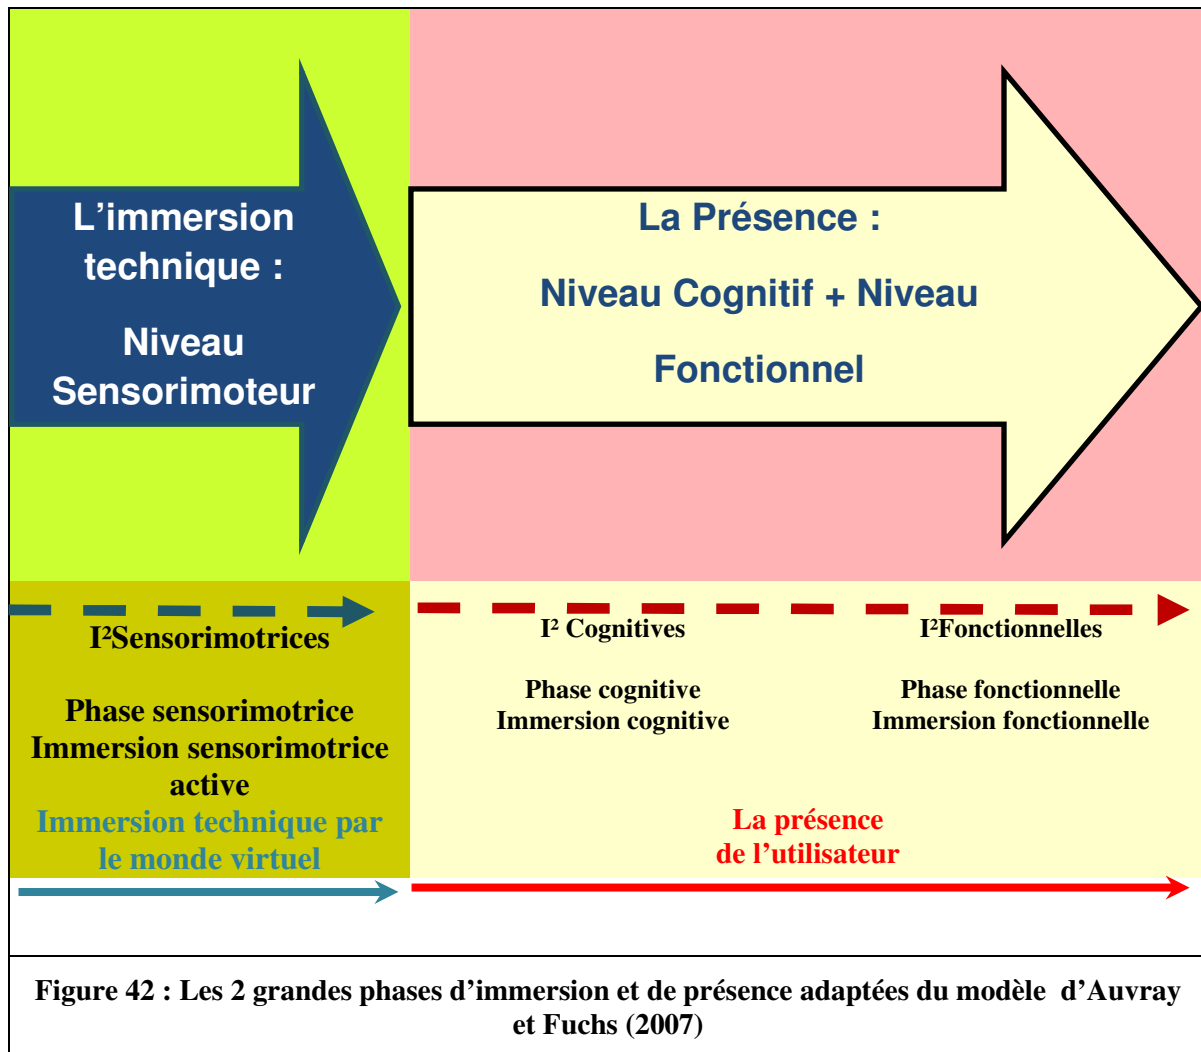 L’immersion
technique :
Niveau
Sensorimoteur
La Présence :
Niveau Cognitif + Niveau
Fonctionnel
I²Sensorimotrices
Phase sensorimotrice
Immersion sensorimotrice
active
Immersion technique par
le monde virtuel
I² Cognitives
Phase cognitive
Immersion cognitive
I²Fonctionnelles
Phase fonctionnelle
Immersion fonctionnelle
La présence
de l’utilisateur
Figure 42 : Les 2 grandes phases d’immersion et de présence adaptées du modèle d’Auvray
et Fuchs (2007)